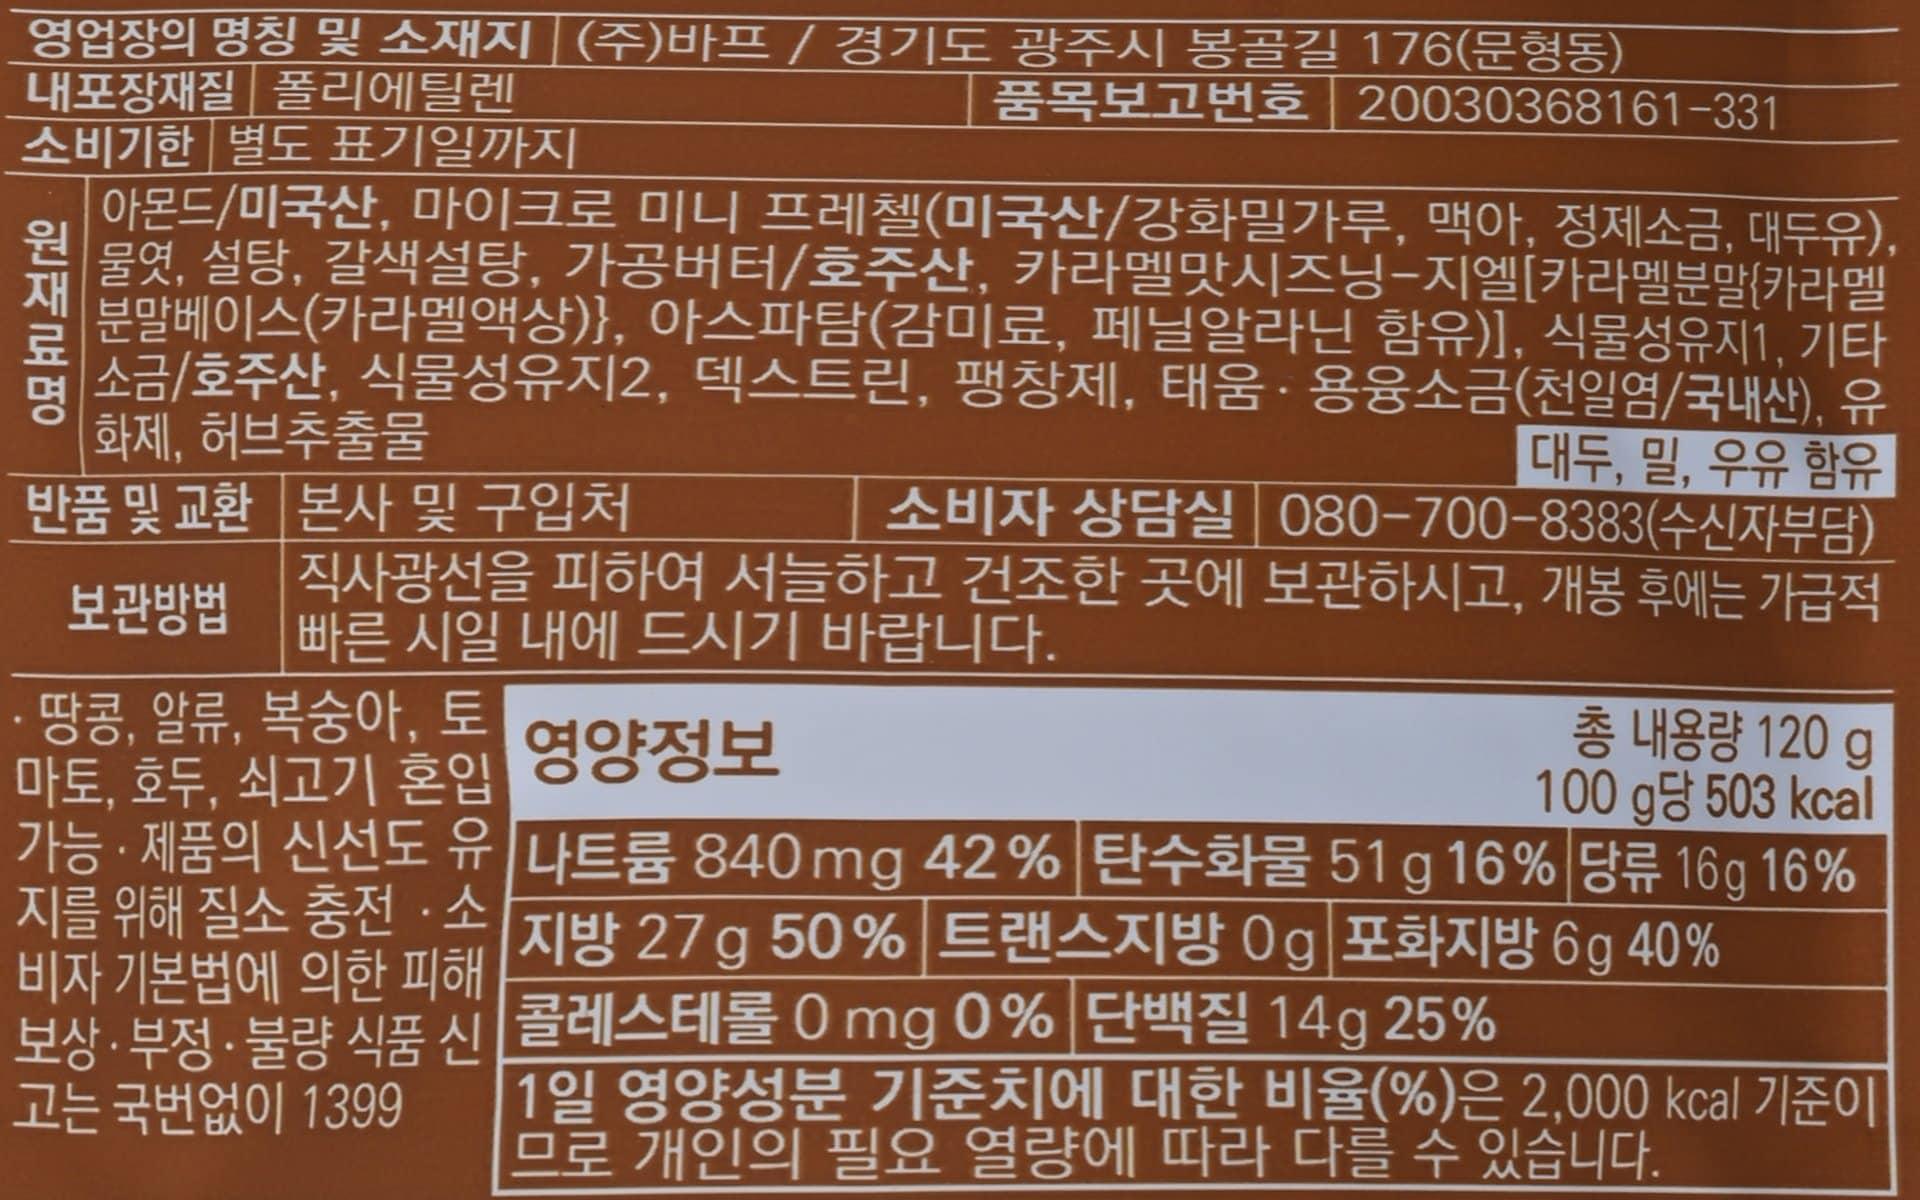 영업장의 명칭 및 소재지 (주)바프 / 경기도 광주시 봉골길 176(문형동)
내포장재질 폴리에틸렌 품목보고번호 20030368161-331
소비기한 별도 표기일까지
원재료명
아몬드/미국산, 마이크로 미니 프레첼(미국산/강화밀가루, 맥아, 정제소금, 대두유),
물엿, 설탕, 갈색설탕, 가공버터/호주산, 카라멜맛시즈닝-지엘[카라멜분말{카라멜
분말베이스(카라멜액상)}, 아스파탐(감미료, 페닐알라닌 함유)], 식물성유지1, 기타
소금/호주산, 식물성유지2, 덱스트린, 팽창제, 태움·용융소금(천일염/국내산), 유
화제, 허브추출물
대두, 밀, 우유 함유
반품 및 교환 본사 및 구입처 소비자 상담실 080-700-8383(수신자부담)
보관방법 직사광선을 피하여 서늘하고 건조한 곳에 보관하시고, 개봉 후에는 가급적
빠른 시일 내에 드시기 바랍니다.
·땅콩, 알류, 복숭아, 토
마토, 호두, 쇠고기 혼입
가능·제품의 신선도 유
지를 위해 질소 충전 ·소
비자 기본법에 의한 피해
보상·부정·불량 식품 신
고는 국번없이 1399
영양정보
총 내용량 120 g
100 g당 503 kcal
나트륨 840mg 42% 탄수화물 51g 16% 당류 16g 16%
지방 27g 50% 트랜스지방 0g 포화지방 6g 40%
콜레스테롤 0mg 0% 단백질 14g 25%
1일 영양성분 기준치에 대한 비율(%)은 2,000 kcal 기준이
므로 개인의 필요 열량에 따라 다를 수 있습니다.